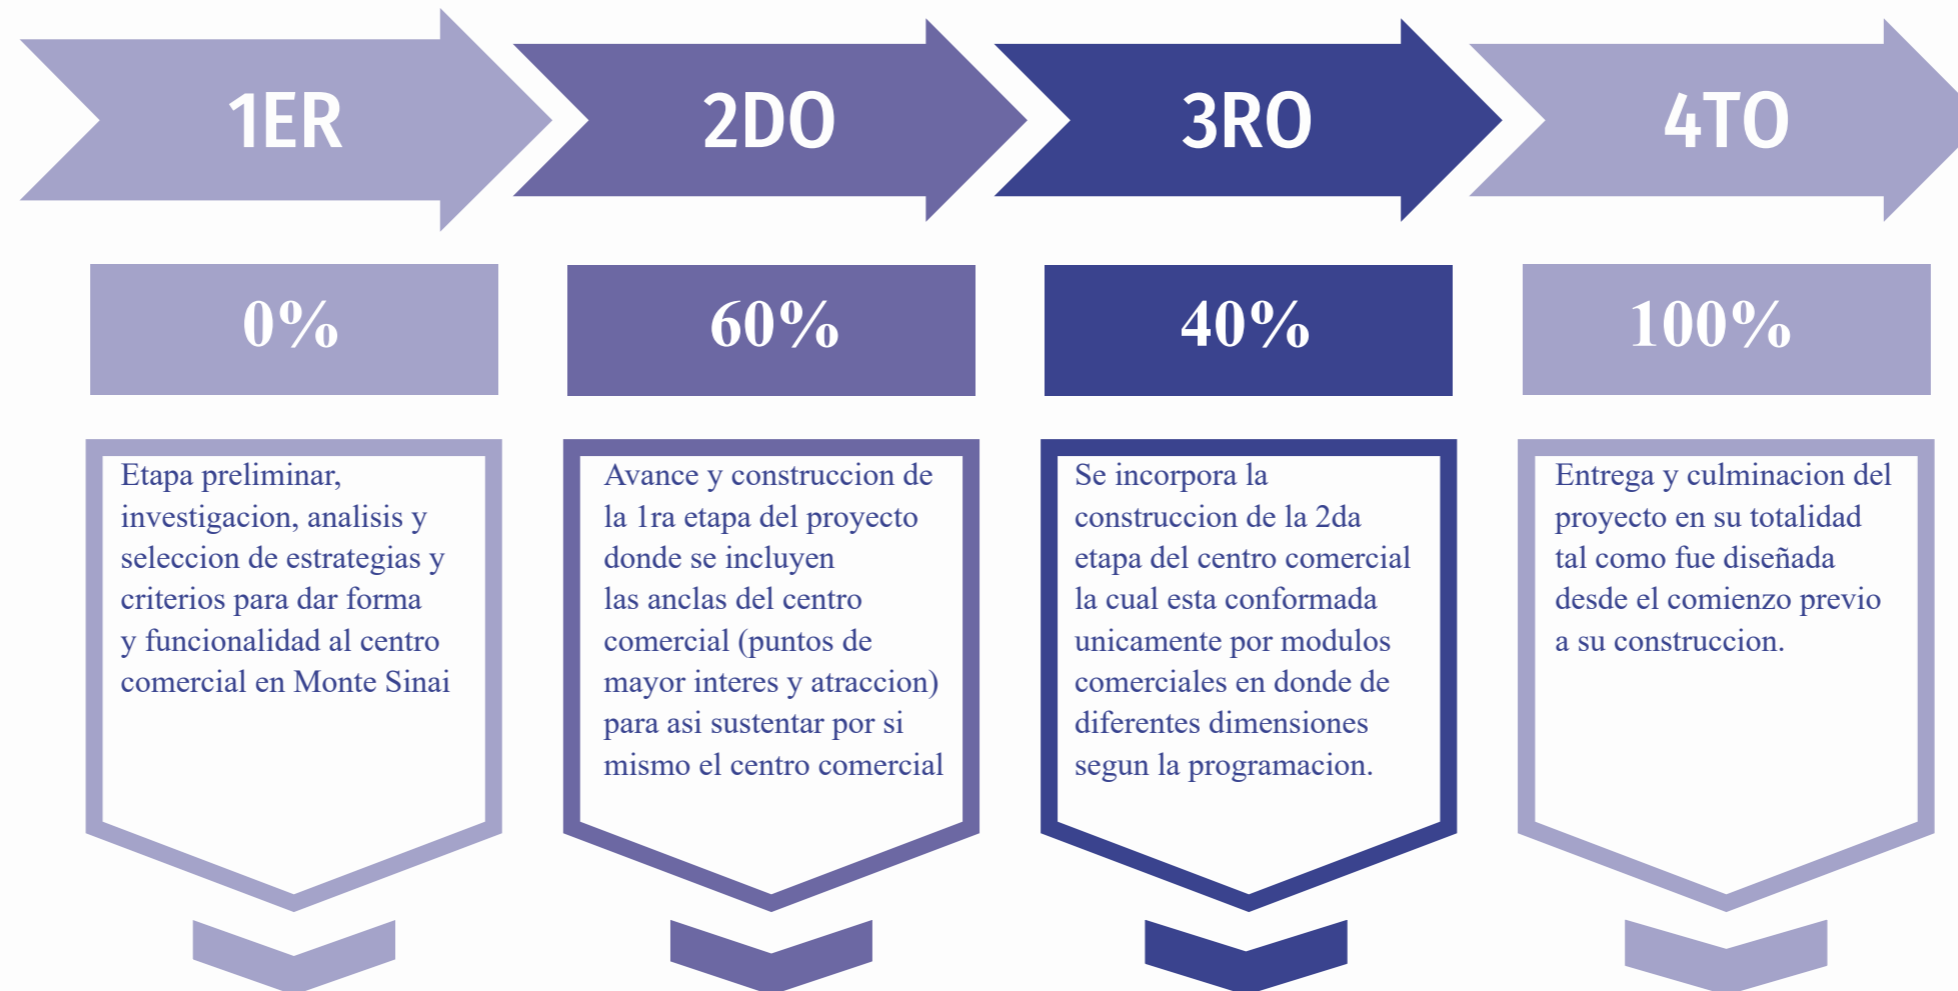 1ER
2DO
3RO
4TO
0%
60%
40%
100%
Etapa preliminar,
investigacion, analisis y
seleccion de estrategias y
criterios para dar forma
y funcionalidad al centro
comercial en Monte Sinai
Avance y construccion de
la 1ra etapa del proyecto
donde se incluyen
las anclas del centro
comercial (puntos de
mayor interes y atraccion)
para asi sustentar por si
mismo el centro comercial
Se incorpora la
construccion de la 2da
etapa del centro comercial
la cual esta conformada
unicamente por modulos
comerciales en donde de
diferentes dimensiones
segun la programacion.
Entrega y culminacion del
proyecto en su totalidad
tal como fue diseñada
desde el comienzo previo
a su construccion.